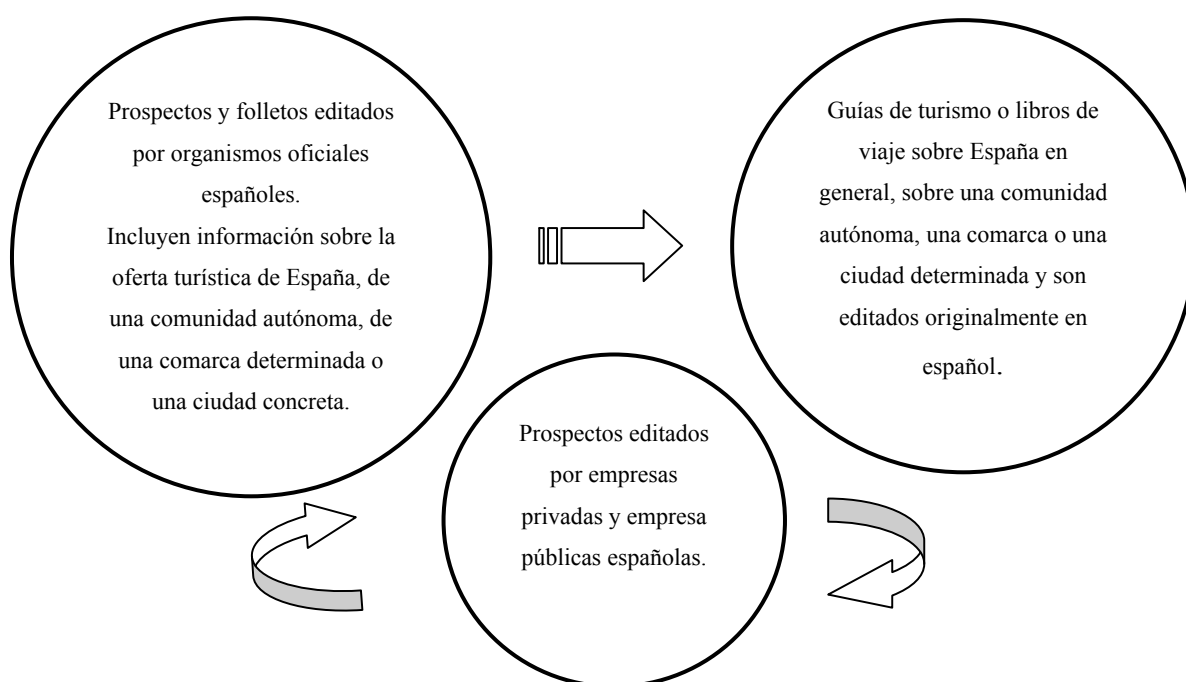 Prospectos y folletos editados
por organismos oficiales
españoles.
Incluyen información sobre la
oferta turística de España, de
una comunidad autónoma, de
una comarca determinada o
una ciudad concreta.
Guías de turismo o libros de
viaje sobre España en
general, sobre una comunidad
autónoma, una comarca o una
ciudad determinada y son
editados originalmente en
español.
Prospectos editados
por empresas
privadas y empresa
públicas españolas.